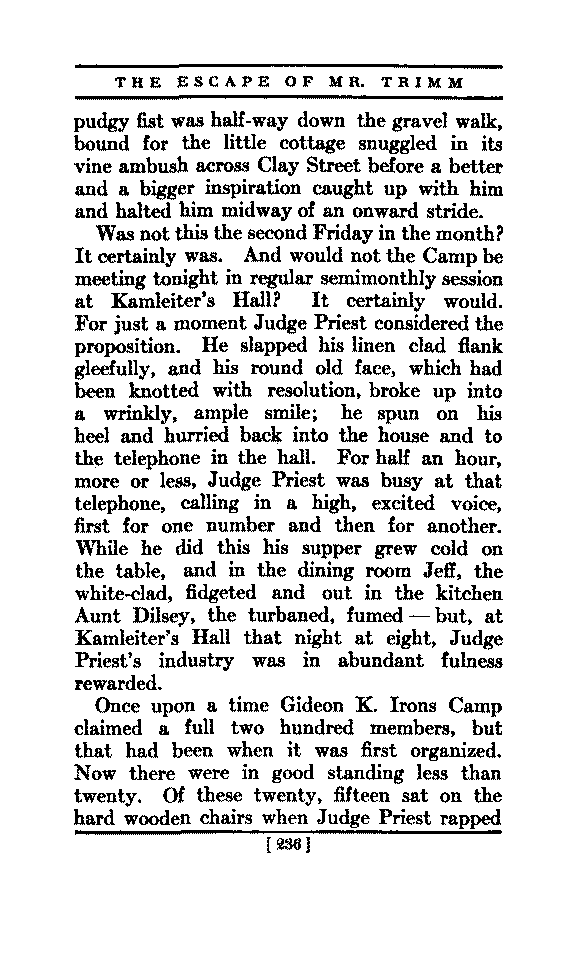 THE ESCAPE OF MR. TRIMM
pudgy fist was half-way down the gravel walk,
bound for the little cottage snuggled in its
vine ambush across Clay Street before a better
and a bigger inspiration caught up with him
and halted him midway of an onward stride.
Was not this the second Friday in the month?
It certainly was. And would not the Camp be
meeting tonight in regular semimonthly session
at Kamleiter's Hall? It certainly would.
For just a moment Judge Priest considered the
proposition. He slapped his linen clad flank
gleefully, and his round old face, which had
been knotted with resolution, broke up into
a wrinkly, ample smile; he spun on his
heel and hurried back into the house and to
the telephone in the hall. For half an hour,
more or less, Judge Priest was busy at that
telephone, calling in a high, excited voice,
first for one number and then for another.
While he did this his supper grew cold on
the table, and in the dining room Jeff, the
white-clad, fidgeted and out in the kitchen
Aunt Dilsey, the turbaned, fumed — but, at
Kamleiter's Hall that night at eight, Judge
Priest's industry was in abundant fulness
rewarded.
Once upon a time Gideon K. Irons Camp
claimed a full two hundred members, but
that had been when it was first organized.
Now there were in good standing less than
twenty. Of these twenty, fifteen sat on the
hard wooden chairs when Judge Priest rapped
[ 236 ]